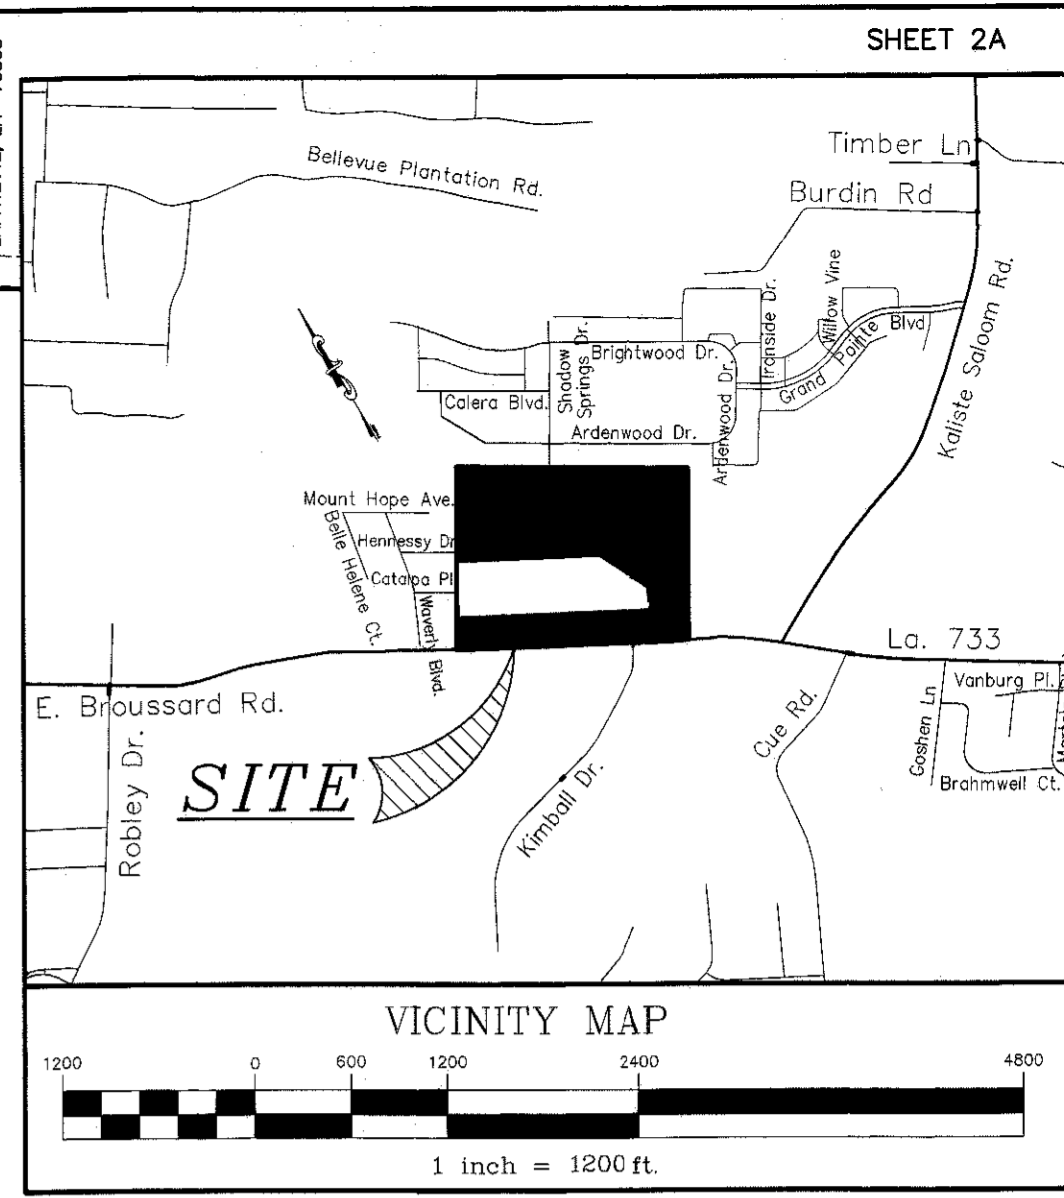 SHEET 2A
Timber Ln
Bellevue Plantation Rd.
Burdin Rd
Kaliste Saloom Rd.
Willow Vine
Ironside Dr.
Grand Pointe Blvd
Brightwood Dr.
Shadow
Springs Dr.
Calera Blvd.
Ardenwood Dr.
Ardenwood Dr.
Mount Hope Ave.
Belle Helene Ct.
Hennessy Dr
Catalpa Pl
Waverly Blvd.
La. 733
E. Broussard Rd.
Vanburg Pl.
Goshen Ln
Brahmweil Ct.
Cue Rd.
Robley Dr.
SITE
Kimball Dr.
VICINITY MAP
1200 0 600 1200 2400 4800
1 inch = 1200 ft.